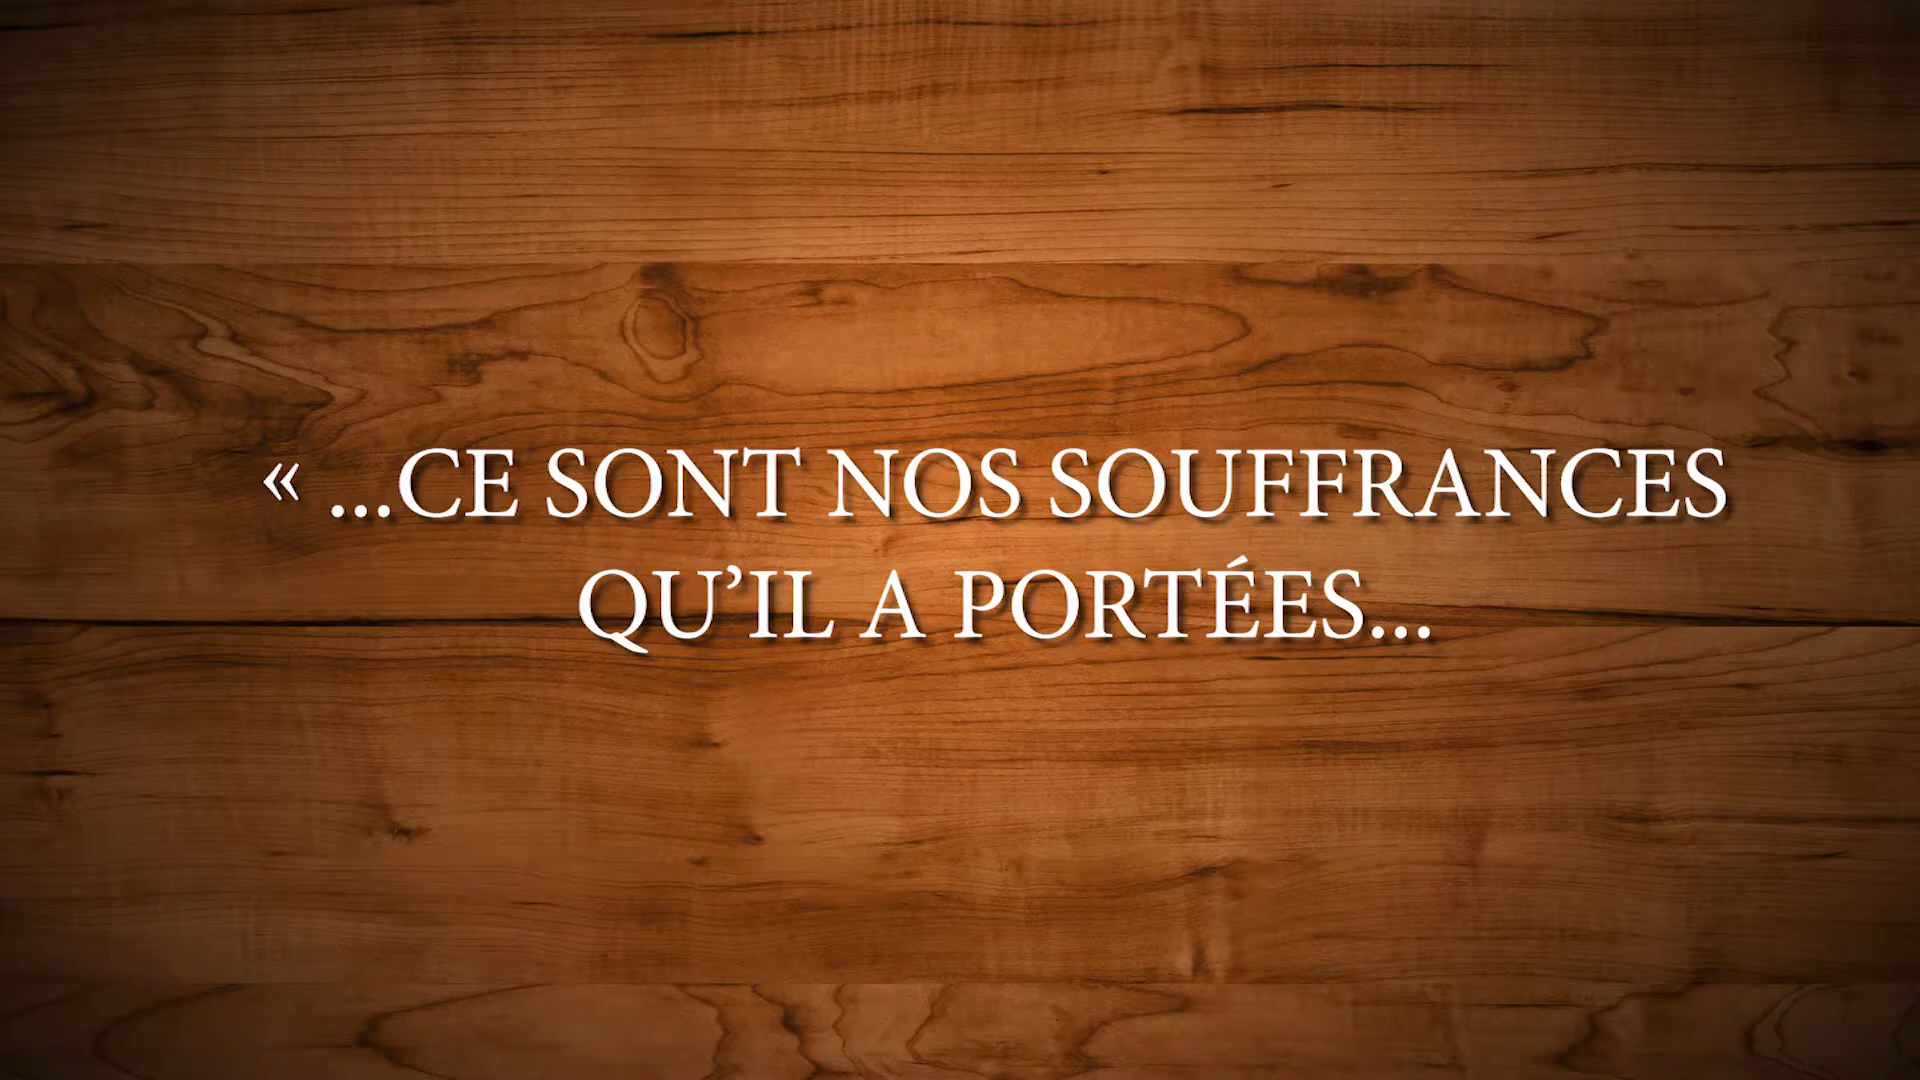 « ...CE SONT NOS SOUFFRANCES
QU’IL A PORTÉES...